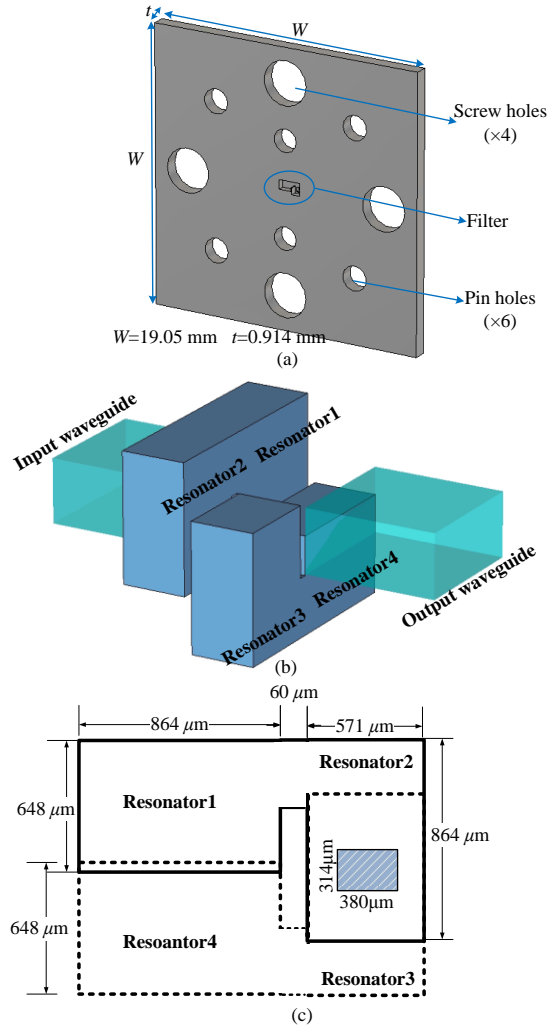 t
W
W
Screw holes
(×4)
Filter
Pin holes
(×6)
W=19.05 mm t=0.914 mm
(a)
Input waveguide
Resonator1
Resonator2
Resonator3
Resonator4
Output waveguide
(b)
60 μm
864 μm
571 μm
Resonator2
Resonator1
648 μm
864 μm
314μm
380μm
648 μm
Resoantor4
Resonator3
(c)